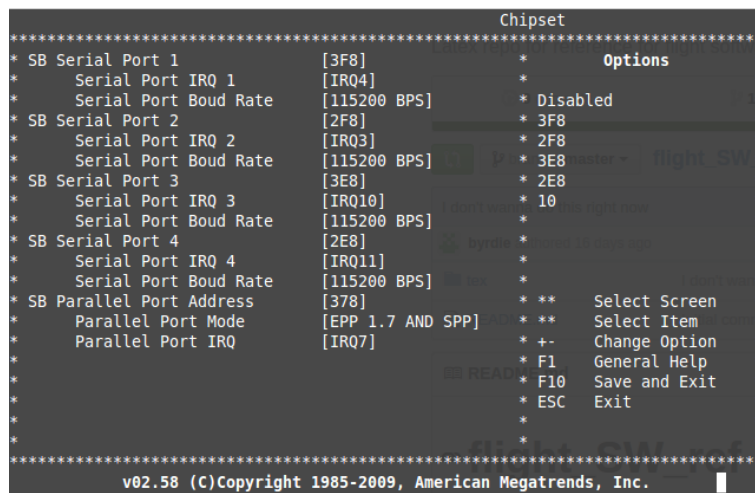 Chipset
*******************************************************************************
* SB Serial Port 1 [3F8] * Options
* Serial Port IRQ 1 [IRQ4] *
* Serial Port Boud Rate [115200 BPS] * Disabled
* SB Serial Port 2 [2F8] * 3F8
* Serial Port IRQ 2 [IRQ3] * 2F8
* Serial Port Boud Rate [115200 BPS] * 3E8
* SB Serial Port 3 [3E8] * 2E8
* Serial Port IRQ 3 [IRQ10] * 10
* Serial Port Boud Rate [115200 BPS] *
* SB Serial Port 4 [2E8] *
* Serial Port IRQ 4 [IRQ11] *
* Serial Port Boud Rate [115200 BPS] *
* SB Parallel Port Address [378] * ** Select Screen
* Parallel Port Mode [EPP 1.7 AND SPP] * ** Select Item
* Parallel Port IRQ [IRQ7] * +- Change Option
* * F1 General Help
* * F10 Save and Exit
* * ESC Exit
* *
* *
*******************************************************************************
v02.58 (C)Copyright 1985-2009, American Megatrends, Inc.